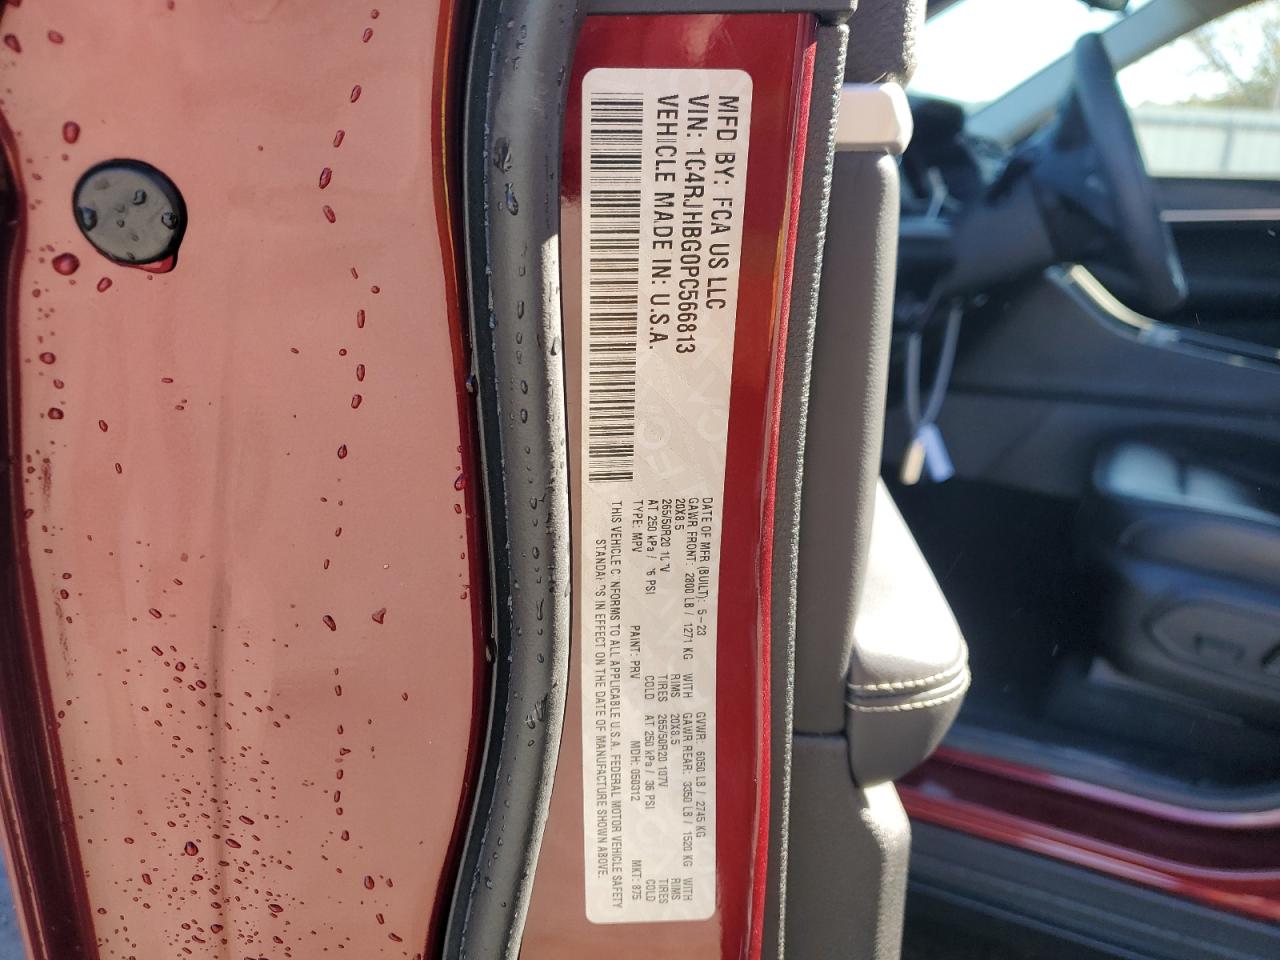 MFD BY: FCA US LLC
VIN: 1C4RJHBG0PC566813
VEHICLE MADE IN: U.S.A.
DATE OF MFR (BUILT): 5-23 GVWR: 6050 LB / 2745 KG
GAWR FRONT: 2800 LB / 1271 KG WITH GAWR REAR: 3350 LB / 1520 KG WITH
20X8.5 RIMS 20X8.5 RIMS
265/50R20 TIRES 265/50R20 107V TIRES
AT 250 kPa / PSI COLD AT 250 kPa / 36 PSI COLD
TYPE: MPV PAINT: PRV MDH: 050312 MKT: 875
THIS VEHICLE C NFORMS TO ALL APPLICABLE U.S.A. FEDERAL MOTOR VEHICLE SAFETY
STANDA DS IN EFFECT ON THE DATE OF MANUFACTURE SHOWN ABOVE.